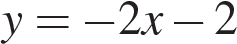 y = −2x − 2